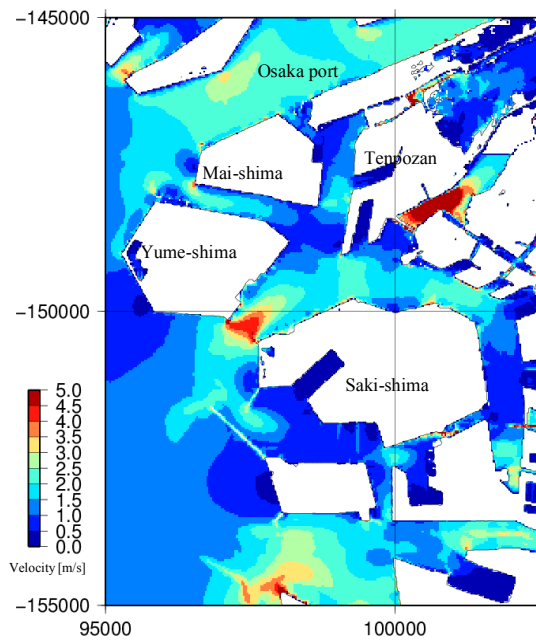 −145000
Osaka port
Tenpozan
Mai-shima
Yume-shima
−150000
Saki-shima
5.0
4.5
4.0
3.5
3.0
2.5
2.0
1.5
1.0
0.5
0.0
Velocity [m/s]
−155000
95000
100000